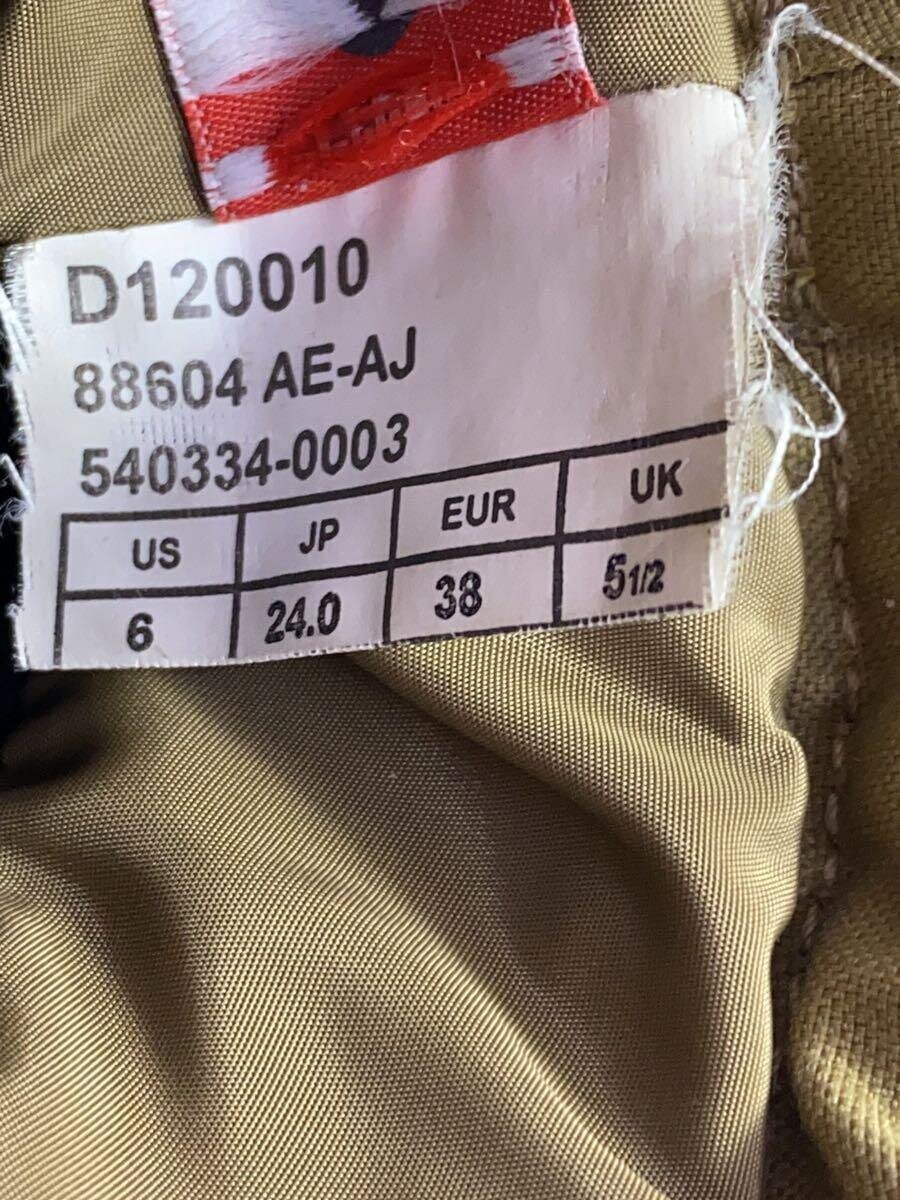 D120010
88604 AE-AJ
540334-0003
US JP EUR UK
6 24.0 38 5 1/2